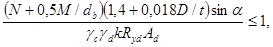 (N + 0,5M / d_b)(1,4 + 0,018D / t) sin α
γ_c γ_d k R_yd A_d
≤ 1,